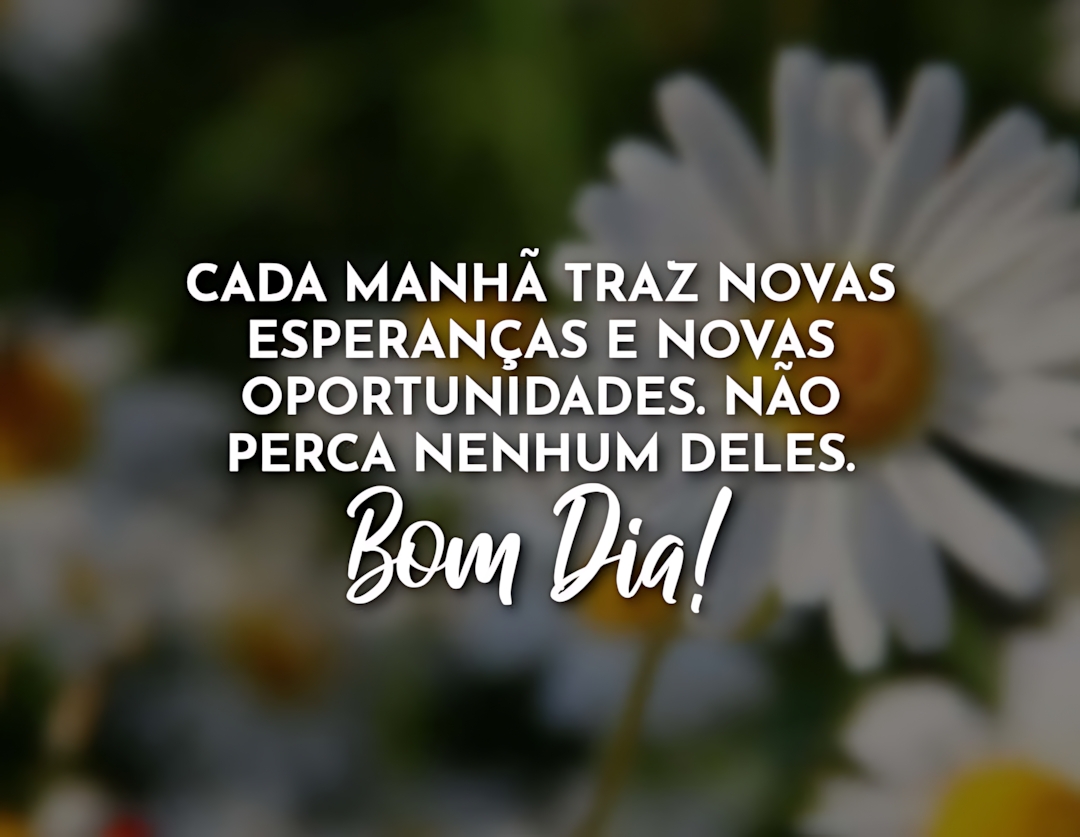 CADA MANHÃ TRAZ NOVAS
ESPERANÇAS E NOVAS
OPORTUNIDADES. NÃO
PERCA NENHUM DELES.
Bom Dia!